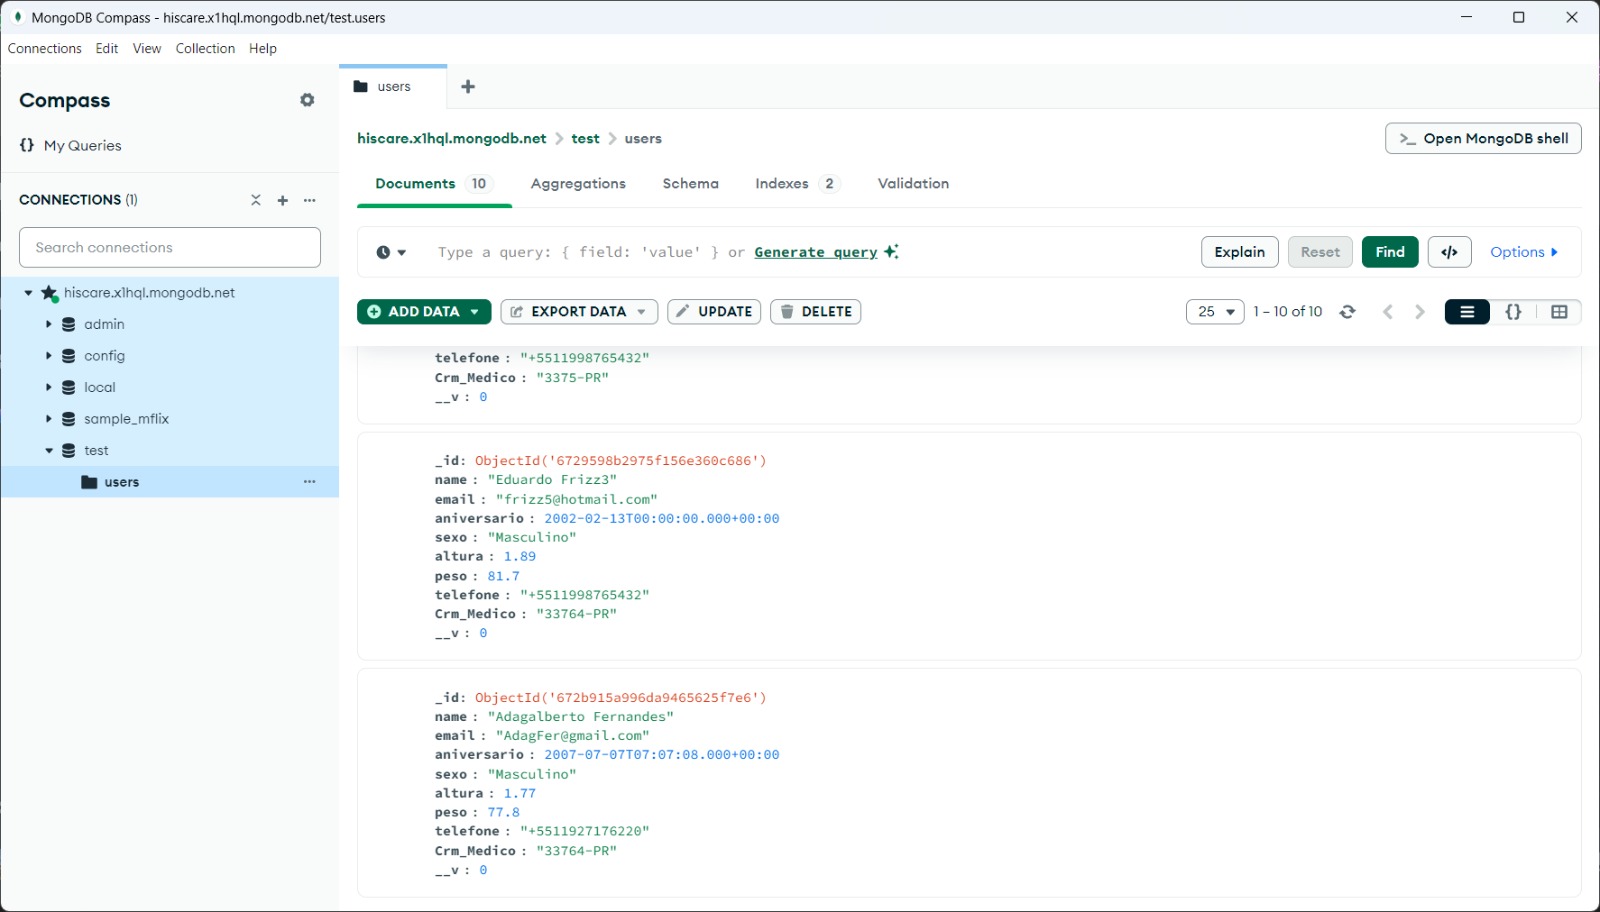 MongoDB Compass - hiscare.x1hql.mongodb.net/test.users
Connections Edit View Collection Help
Compass
{} My Queries
CONNECTIONS (1)
Search connections
hiscare.x1hql.mongodb.net
admin
config
local
sample_mflix
test
users
users
hiscare.x1hql.mongodb.net > test > users
>_ Open MongoDB shell
Documents 10 Aggregations Schema Indexes 2 Validation
Type a query: { field: 'value' } or Generate query
Explain Reset Find </> Options
ADD DATA EXPORT DATA UPDATE DELETE
25 1 – 10 of 10 {}
telefone : "+5511998765432"
Crm_Medico : "3375-PR"
__v : 0
_id: ObjectId('6729598b2975f156e360c686')
name : "Eduardo Frizz3"
email : "frizz5@hotmail.com"
aniversario : 2002-02-13T00:00:00.000+00:00
sexo : "Masculino"
altura : 1.89
peso : 81.7
telefone : "+5511998765432"
Crm_Medico : "33764-PR"
__v : 0
_id: ObjectId('672b915a996da9465625f7e6')
name : "Adagalberto Fernandes"
email : "AdagFer@gmail.com"
aniversario : 2007-07-07T07:07:08.000+00:00
sexo : "Masculino"
altura : 1.77
peso : 77.8
telefone : "+5511927176220"
Crm_Medico : "33764-PR"
__v : 0